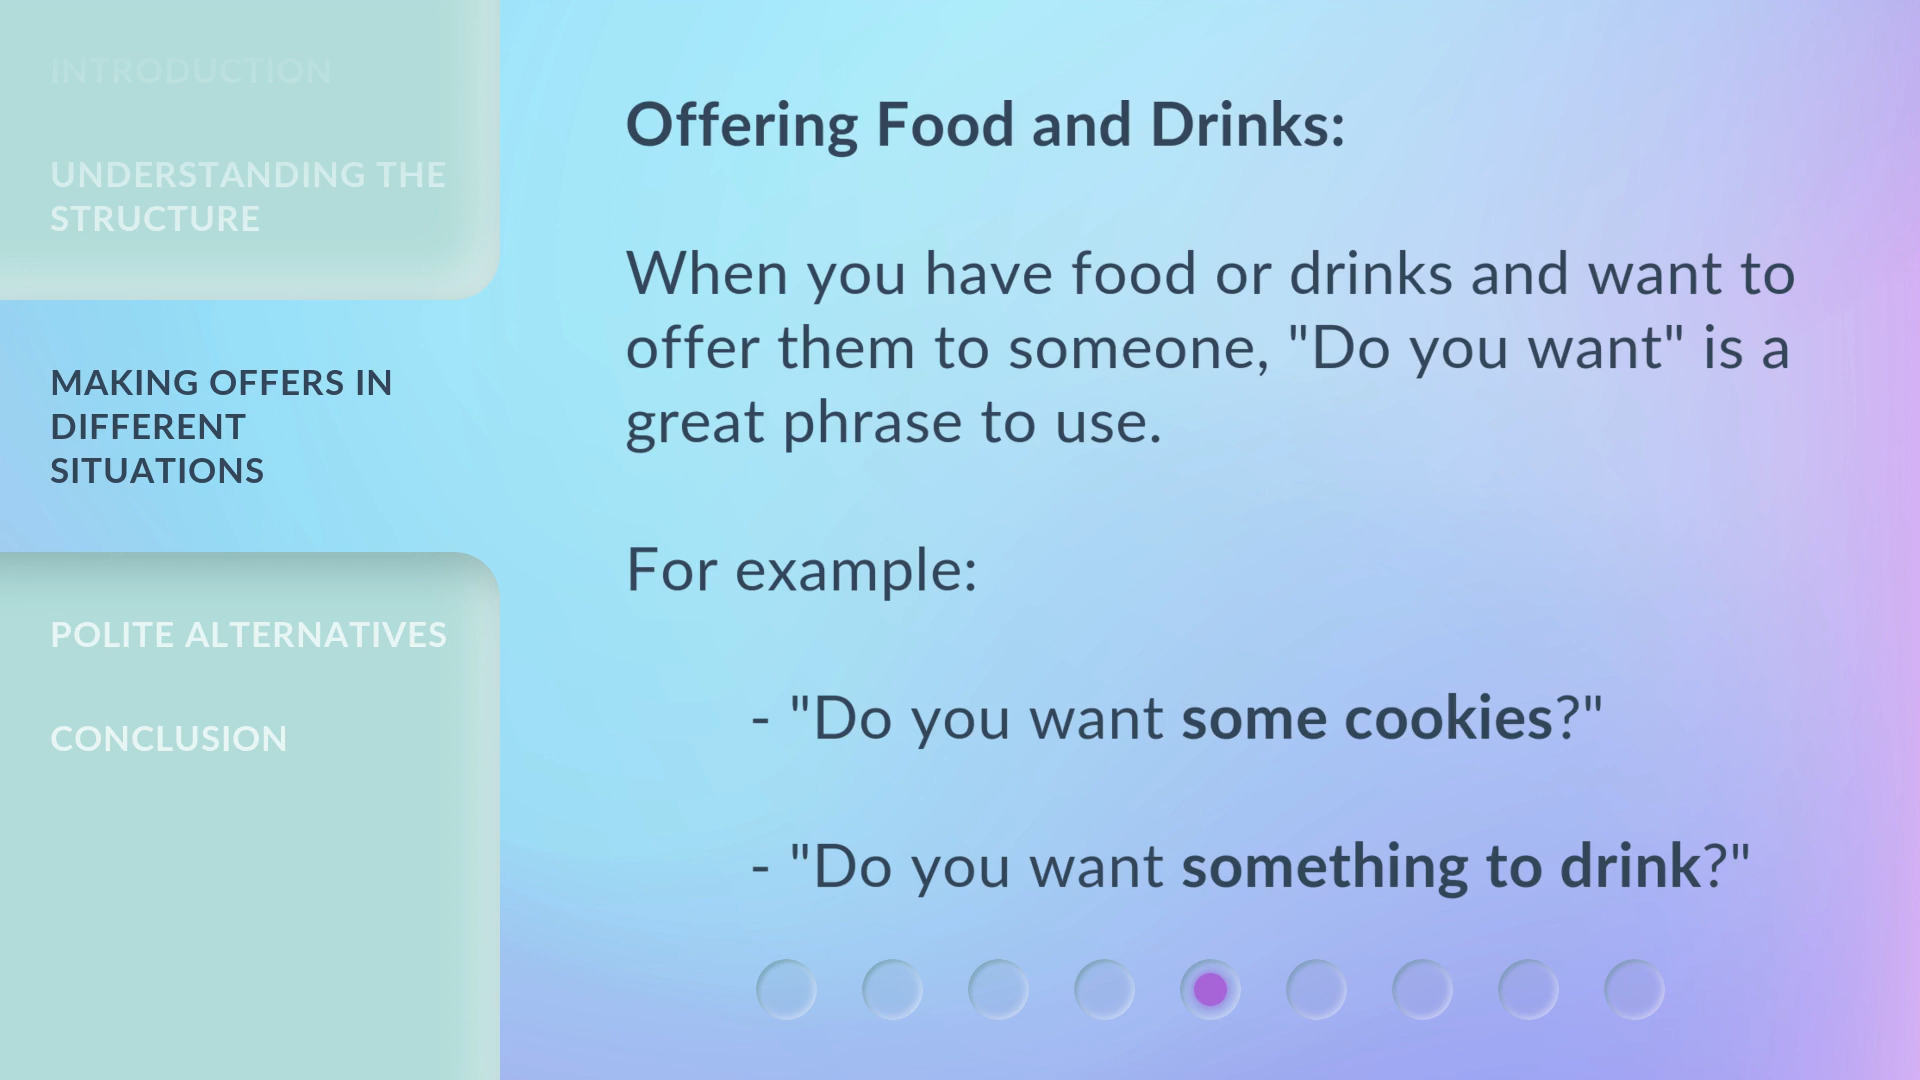 INTRODUCTION
UNDERSTANDING THE
STRUCTURE
MAKING OFFERS IN
DIFFERENT
SITUATIONS
POLITE ALTERNATIVES
CONCLUSION
Offering Food and Drinks:
When you have food or drinks and want to
offer them to someone, "Do you want" is a
great phrase to use.
For example:
- "Do you want some cookies?"
- "Do you want something to drink?"